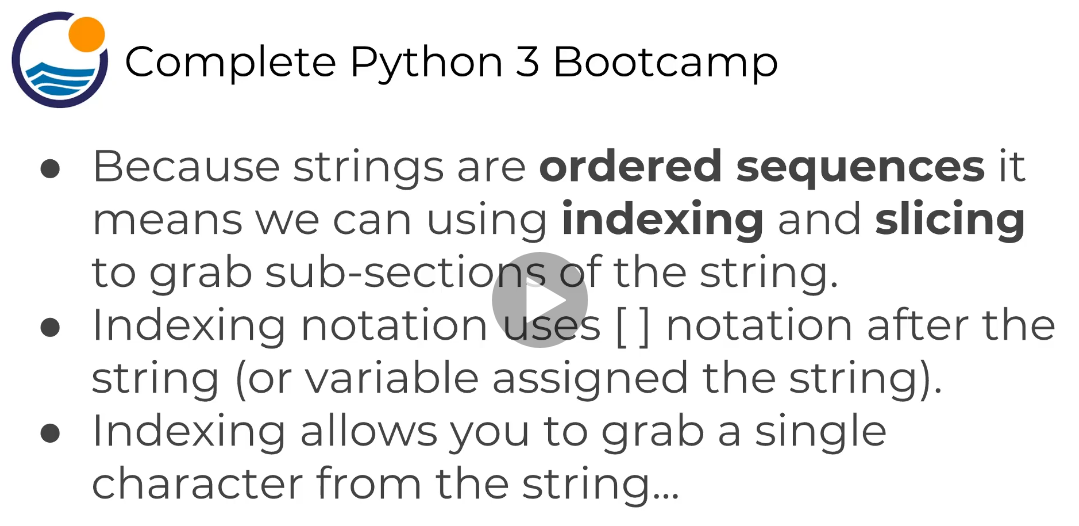 Complete Python 3 Bootcamp
● Because strings are ordered sequences it
means we can using indexing and slicing
to grab sub-sections of the string.
● Indexing notation uses [ ] notation after the
string (or variable assigned the string).
● Indexing allows you to grab a single
character from the string...